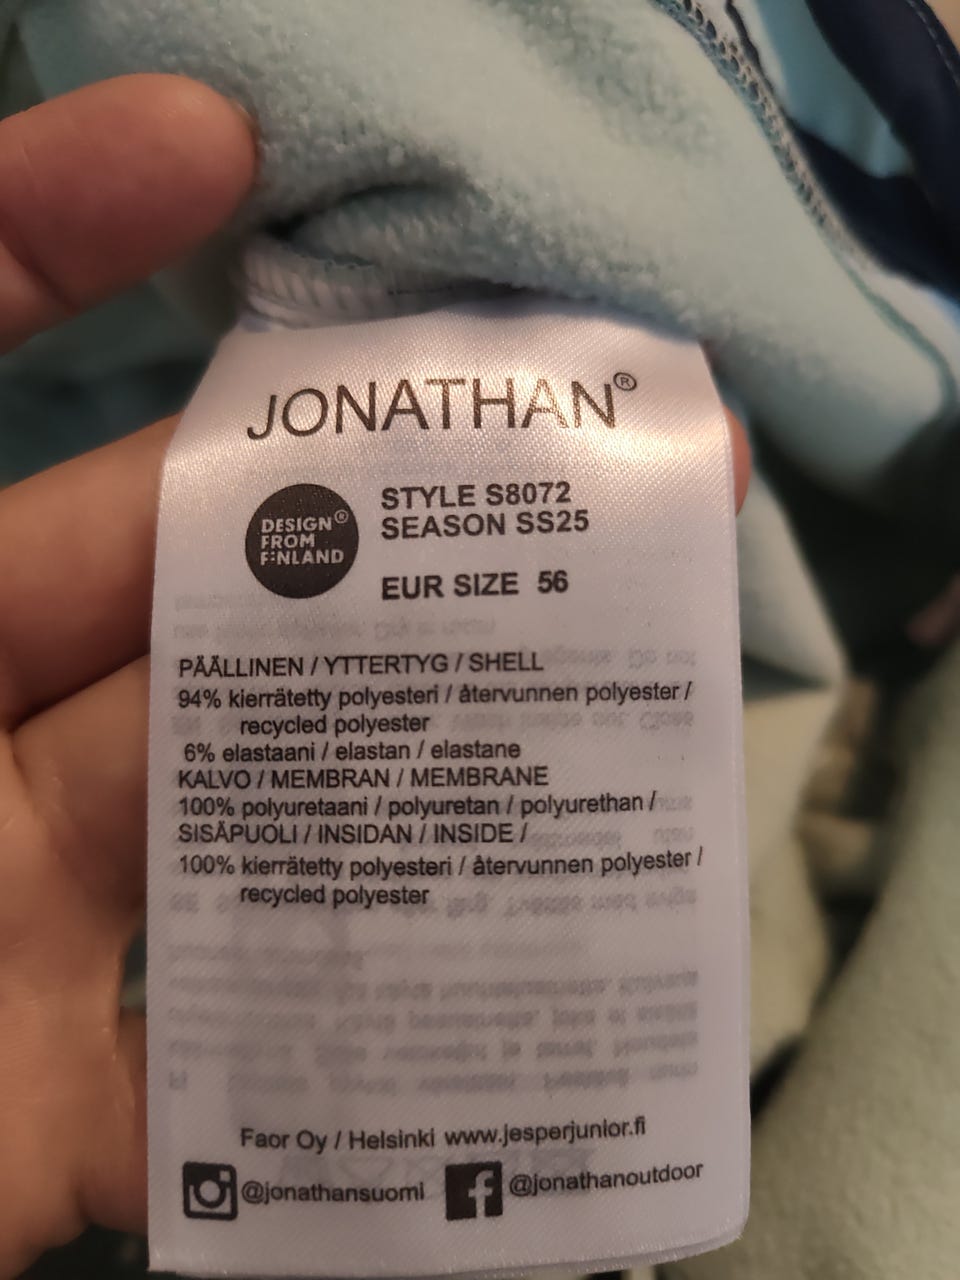 JONATHAN®
DESIGN®
FROM
FINLAND
STYLE S8072
SEASON SS25
EUR SIZE 56
PÄÄLLINEN / YTTERTYG / SHELL
94% kierrätetty polyesteri / återvunnen polyester /
recycled polyester
6% elastaani / elastan / elastane
KALVO / MEMBRAN / MEMBRANE
100% polyuretaani / polyuretan / polyurethan /
SISÄPUOLI / INSIDAN / INSIDE /
100% kierrätetty polyesteri / återvunnen polyester /
recycled polyester
Faor Oy / Helsinki www.jesperjunior.fi
@jonathansuomi
@jonathanoutdoor